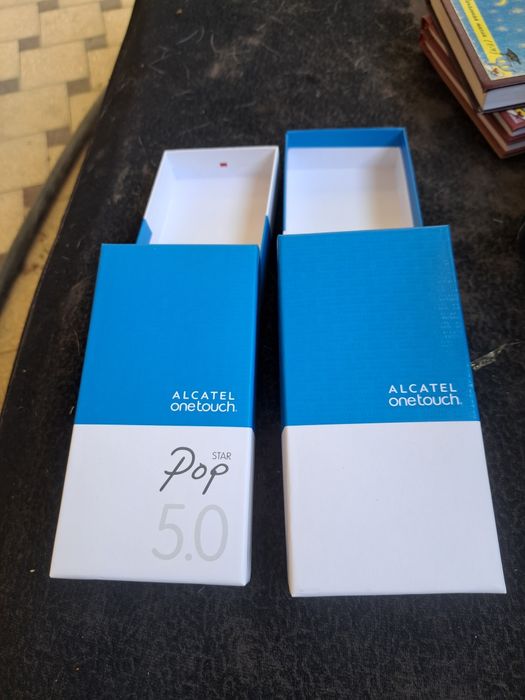 ALCATEL
onetouch.
STAR
Pop
5.0
ALCATEL
onetouch.